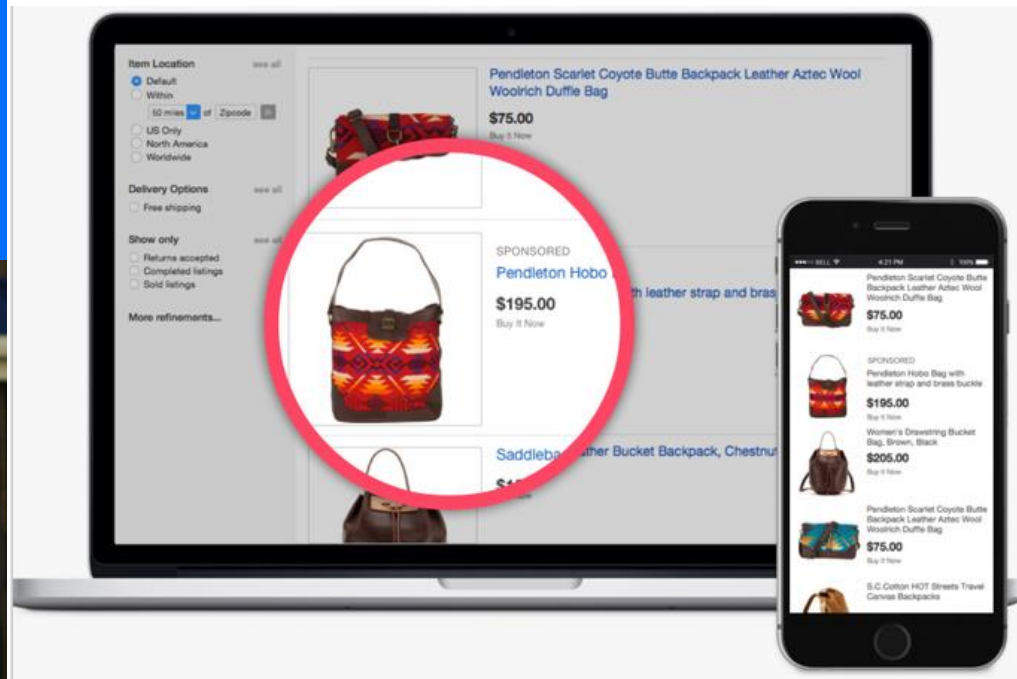 Item Location see all
Default
Within
50 miles of Zipcode
US Only
North America
Worldwide
Delivery Options see all
Free shipping
Show only see all
Returns accepted
Completed listings
Sold listings
More refinements...
Pendleton Scarlet Coyote Butte Backpack Leather Aztec Wool
Woolrich Duffle Bag
$75.00
Buy It Now
SPONSORED
Pendleton Hobo
leather strap and brass
$195.00
Buy It Now
Bucket Backpack,
BELL 4:21 PM 100%
Pendleton Scarlet Coyote Butte
Backpack Leather Aztec Wool
Woolrich Duffle Bag
$75.00
Buy It Now
SPONSORED
Pendleton Hobo Bag with
leather strap and brass buckle
$195.00
Buy It Now
Women's Drawstring Bucket
Bag, Brown, Black
$205.00
Buy It Now
Pendleton Scarlet Coyote Butte
Backpack Leather Aztec Wool
Woolrich Duffle Bag
$75.00
Buy It Now
S.C.Cotton HOT Streets Travel
Canvas Backpacks